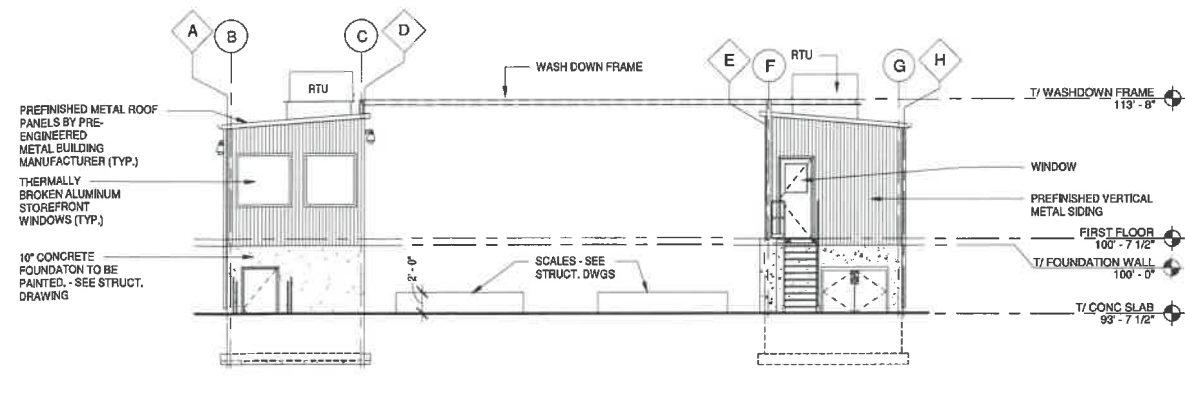 A
B
C
D
E
F
G
H
RTU
RTU
WASH DOWN FRAME
T/ WASHDOWN FRAME
113' - 8"
PREFINISHED METAL ROOF
PANELS BY PRE-
ENGINEERED
METAL BUILDING
MANUFACTURER (TYP.)
THERMALLY
BROKEN ALUMINUM
STOREFRONT
WINDOWS (TYP.)
WINDOW
PREFINISHED VERTICAL
METAL SIDING
FIRST FLOOR
100' - 7 1/2"
10" CONCRETE
FOUNDATON TO BE
PAINTED. - SEE STRUCT.
DRAWING
2' - 0"
SCALES - SEE
STRUCT. DWGS
T/ FOUNDATION WALL
100' - 0"
T/ CONC SLAB
93' - 7 1/2"